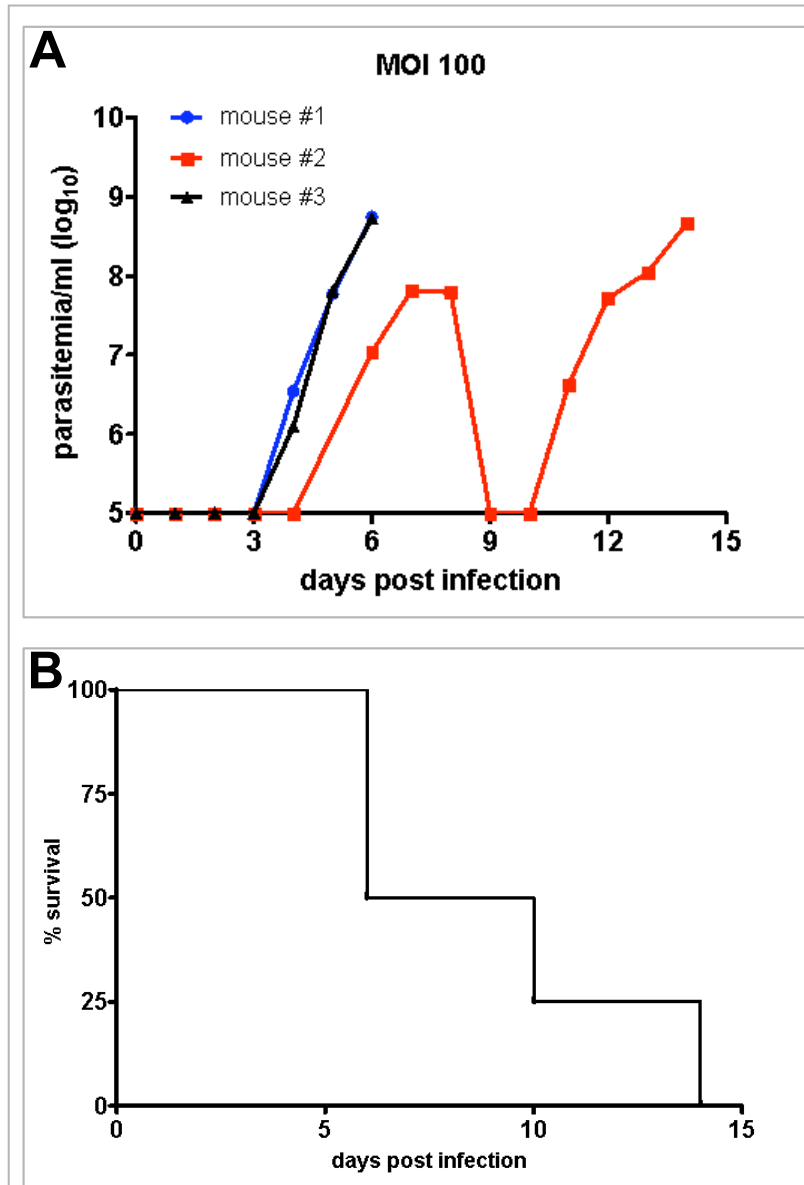 A
MOI 100
mouse #1
mouse #2
mouse #3
parasitemia/ml (log10)
10
9
8
7
6
5
0 3 6 9 12 15
days post infection
B
% survival
100
75
50
25
0
0 5 10 15
days post infection